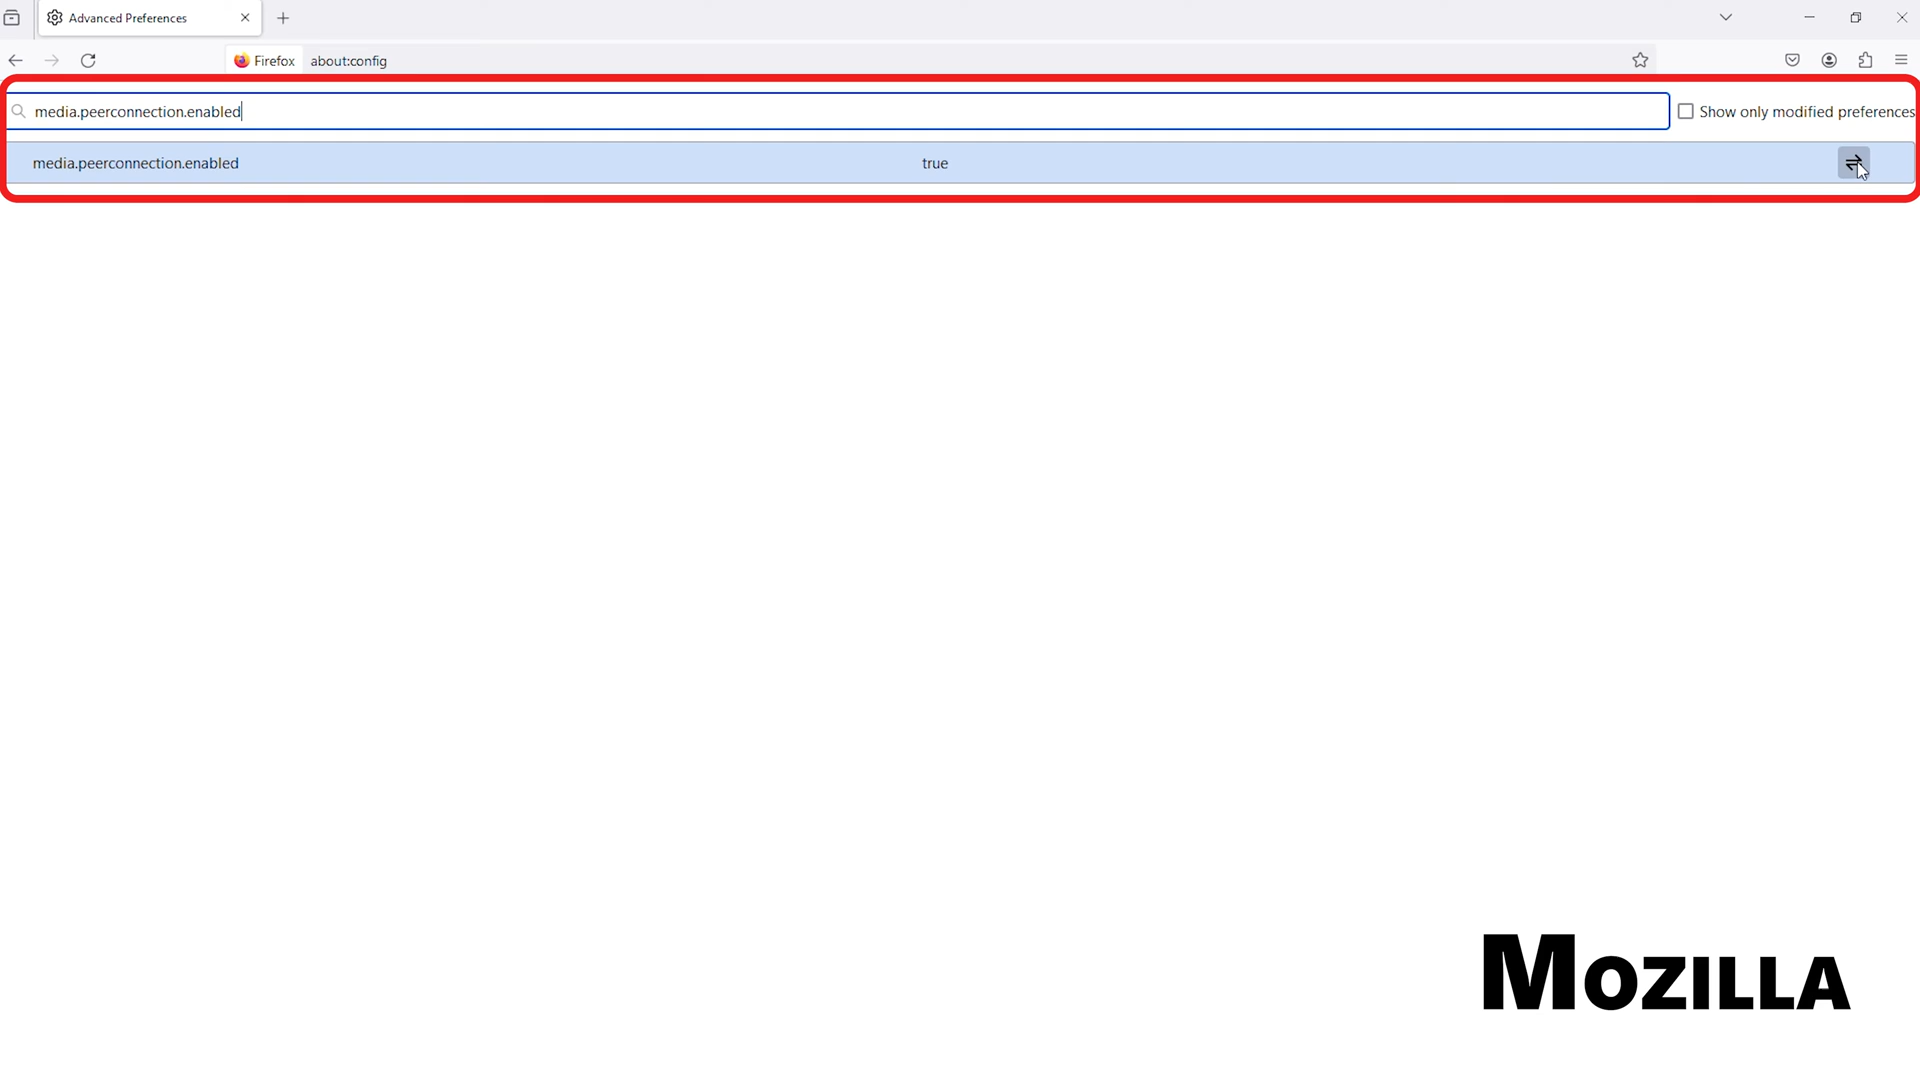 Advanced Preferences
Firefox about:config
media.peerconnection.enabled
Show only modified preferences
media.peerconnection.enabled true
MOZILLA